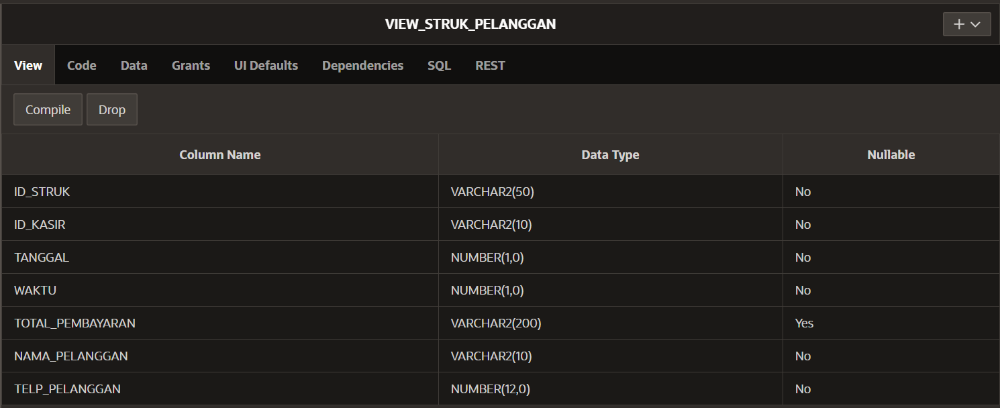 VIEW_STRUK_PELANGGAN
View Code Data Grants UI Defaults Dependencies SQL REST
Compile Drop
Column Name Data Type Nullable
ID_STRUK VARCHAR2(50) No
ID_KASIR VARCHAR2(10) No
TANGGAL NUMBER(1,0) No
WAKTU NUMBER(1,0) No
TOTAL_PEMBAYARAN VARCHAR2(200) Yes
NAMA_PELANGGAN VARCHAR2(10) No
TELP_PELANGGAN NUMBER(12,0) No